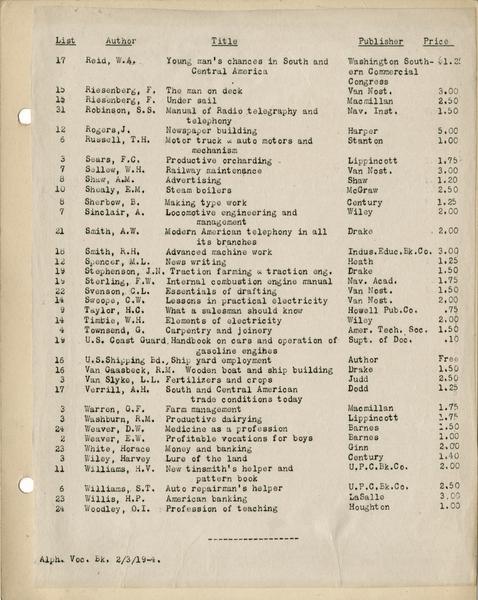 List Author Title Publisher Price
17 Reid, W.A. Young man's chances in South and Washington South- $1.25
Central America ern Commercial
Congress
15 Riesenberg, F. The man on deck Van Nost. 3.00
15 Riesenberg, F. Under sail Macmillan 2.50
31 Robinson, S.S. Manual of Radio telegraphy and Nav. Inst. 1.50
telephony
12 Rogers,J. Newspaper building Harper 5.00
6 Russell, T.H. Motor truck & auto motors and Stanton 1.00
mechanism
3 Sears, F.C. Productive orcharding Lippincott 1.75
7 Sellew, W.H. Railway maintenance Van Nost. 3.00
8 Shaw, A.M. Advertising Shaw 1.20
10 Shealy, E.M. Steam boilers McGraw 2.50
8 Sherbow, B. Making type work Century 1.25
7 Sinclair, A. Locomotive engineering and Wiley 2.00
management
21 Smith, A.W. Modern American telephony in all Drake 2.00
its branches
18 Smith, R.H. Advanced machine work Indus.Educ.Bk.Co. 3.00
12 Spencer, M.L. News writing Heath 1.25
19 Stephenson, J.N. Traction farming & traction eng. Drake 1.50
19 Sterling, F.W. Internal combustion engine manual Nav. Acad. 1.75
22 Svenson, C.L. Essentials of drafting Van Nost. 1.50
14 Swoope, C.W. Lessons in practical electricity Van Nost. 2.00
9 Taylor, H.C. What a salesman should know Howell Pub.Co. .75
14 Timbie, W.H. Elements of electricity Wiley 2.00
4 Townsend, G. Carpentry and joinery Amer. Tech. Soc. 1.50
19 U.S. Coast Guard Handbook on cars and operation of Supt. of Doc. .10
gasoline engines
16 U.S.Shipping Bd., Ship yard employment Author Free
16 Van Gaasbeck, R.M. Wooden boat and ship building Drake 1.50
3 Van Slyke, L.L. Fertilizers and crops Judd 2.50
17 Verrill, A.H. South and Central American Dodd 1.25
trade conditions today
3 Warren, G.F. Farm management Macmillan 1.75
3 Washburn, R.M. Productive dairying Lippincott 1.75
24 Weaver, D.W. Medicine as a profession Barnes 1.50
2 Weaver, E.W. Profitable vocations for boys Barnes 1.00
23 White, Horace Money and banking Ginn 2.00
3 Wiley, Harvey Lure of the land Century 1.40
11 Williams, H.V. New tinsmith's helper and U.P.C.Bk.Co. 2.00
pattern book
6 Williams, S.T. Auto repairman's helper U.P.C.Bk.Co. 2.50
23 Willis, H.P. American banking LaSalle 3.00
24 Woodley, O.I. Profession of teaching Houghton 1.00
Alph. Voc. Bk. 2/3/19-4.